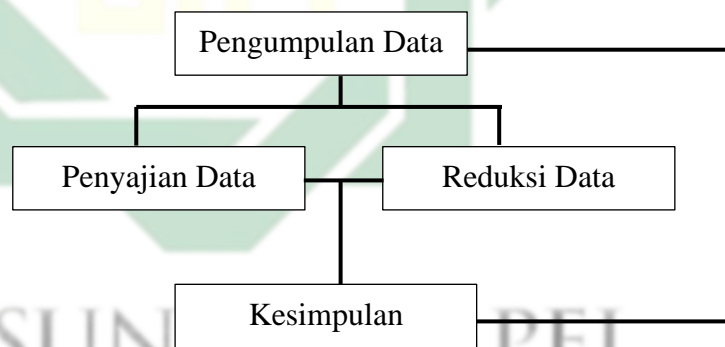 Pengumpulan Data
Penyajian Data
Reduksi Data
Kesimpulan